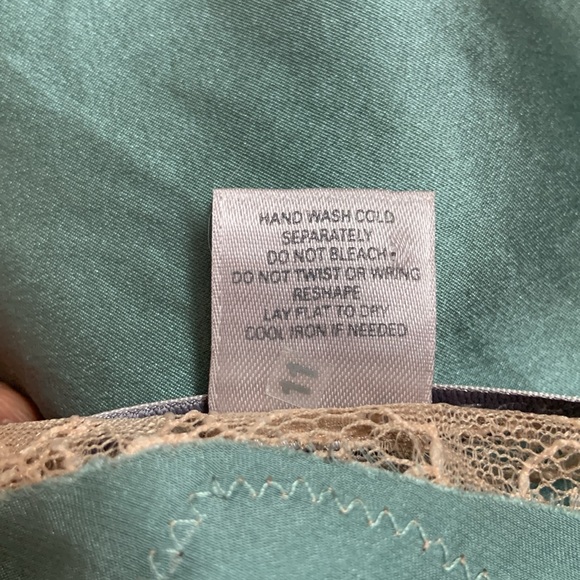 HAND WASH COLD
SEPARATELY
DO NOT BLEACH
DO NOT TWIST OR WRING
RESHAPE
LAY FLAT TO DRY
COOL IRON IF NEEDED
11